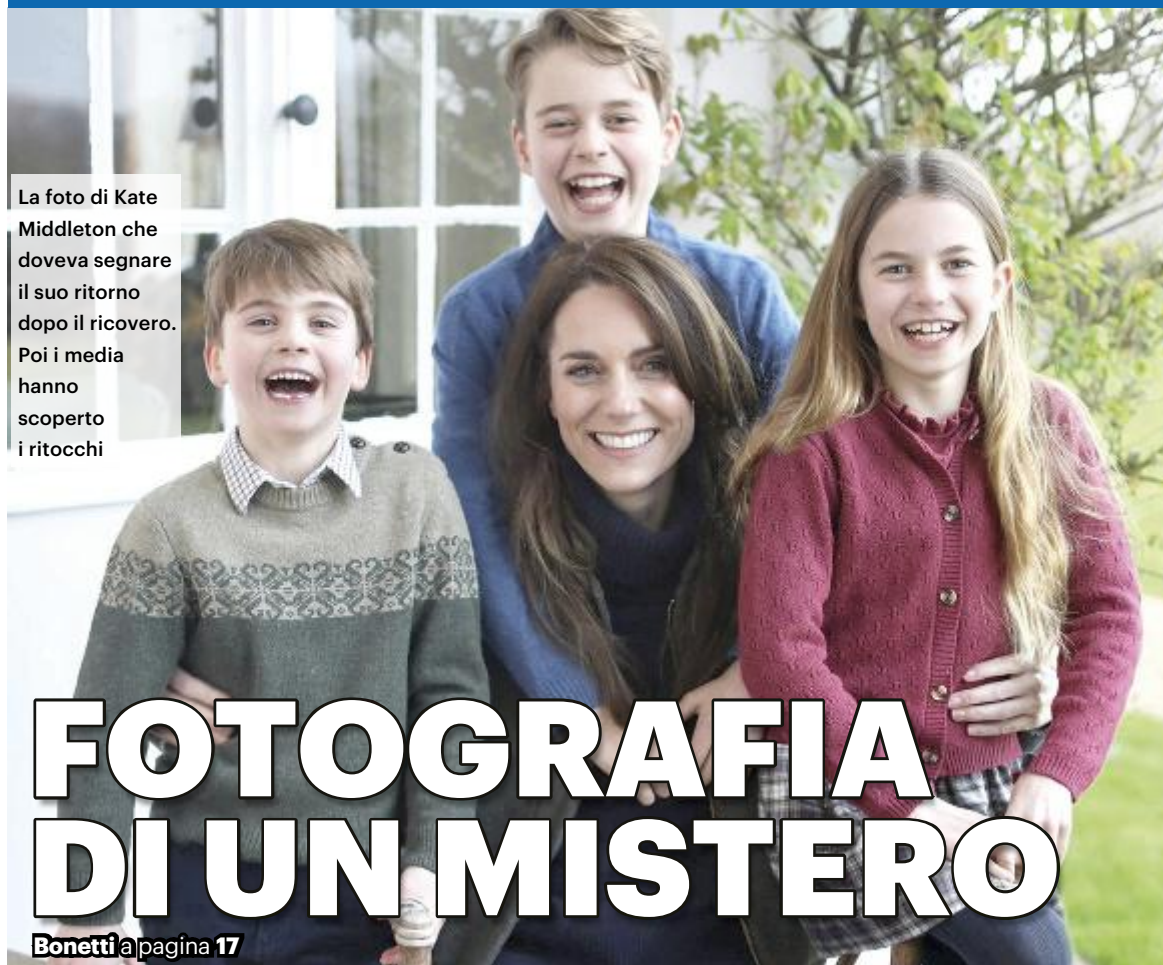 La foto di Kate
Middleton che
doveva segnare
il suo ritorno
dopo il ricovero.
Poi i media
hanno
scoperto
i ritocchi
FOTOGRAFIA
DI UN MISTERO
Bonetti a pagina 17